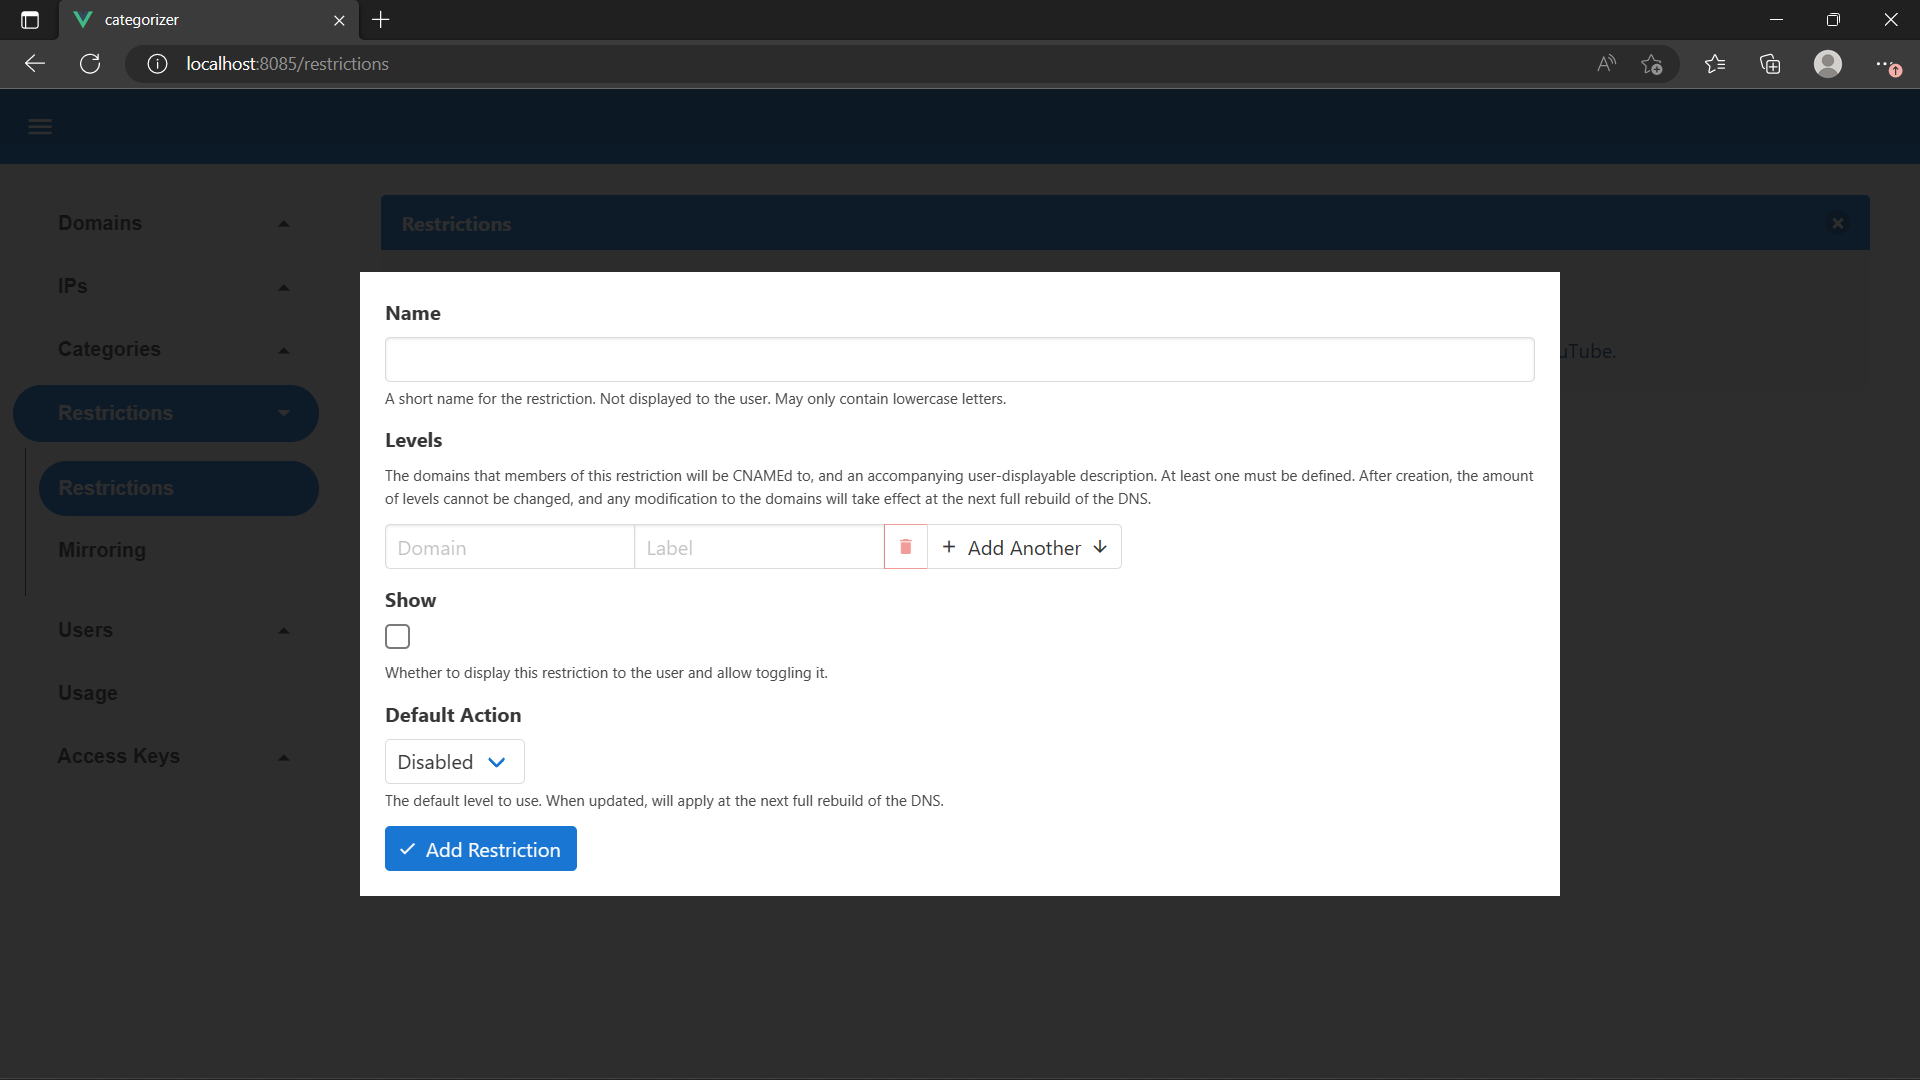 categorizer
localhost:8085/restrictions
Domains
IPs
Categories
Restrictions
Restrictions
Mirroring
Users
Usage
Access Keys
Restrictions
uTube.
Name
A short name for the restriction. Not displayed to the user. May only contain lowercase letters.
Levels
The domains that members of this restriction will be CNAMEd to, and an accompanying user-displayable description. At least one must be defined. After creation, the amount
of levels cannot be changed, and any modification to the domains will take effect at the next full rebuild of the DNS.
Domain Label + Add Another
Show
Whether to display this restriction to the user and allow toggling it.
Default Action
Disabled
The default level to use. When updated, will apply at the next full rebuild of the DNS.
Add Restriction